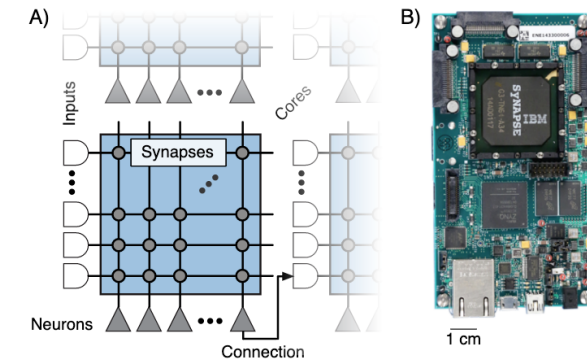 A)
Inputs
Cores
Synapses
Neurons
Connection
B)
SYNAPSE
IBM
1 cm